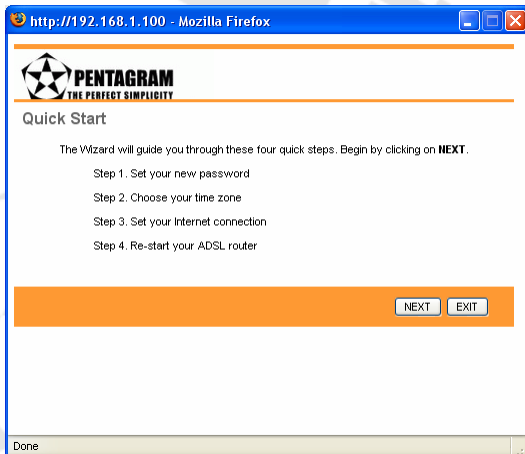 http://192.168.1.100 - Mozilla Firefox
PENTAGRAM
THE PERFECT SIMPLICITY
Quick Start
The Wizard will guide you through these four quick steps. Begin by clicking on NEXT.
Step 1. Set your new password
Step 2. Choose your time zone
Step 3. Set your Internet connection
Step 4. Re-start your ADSL router
NEXT EXIT
Done